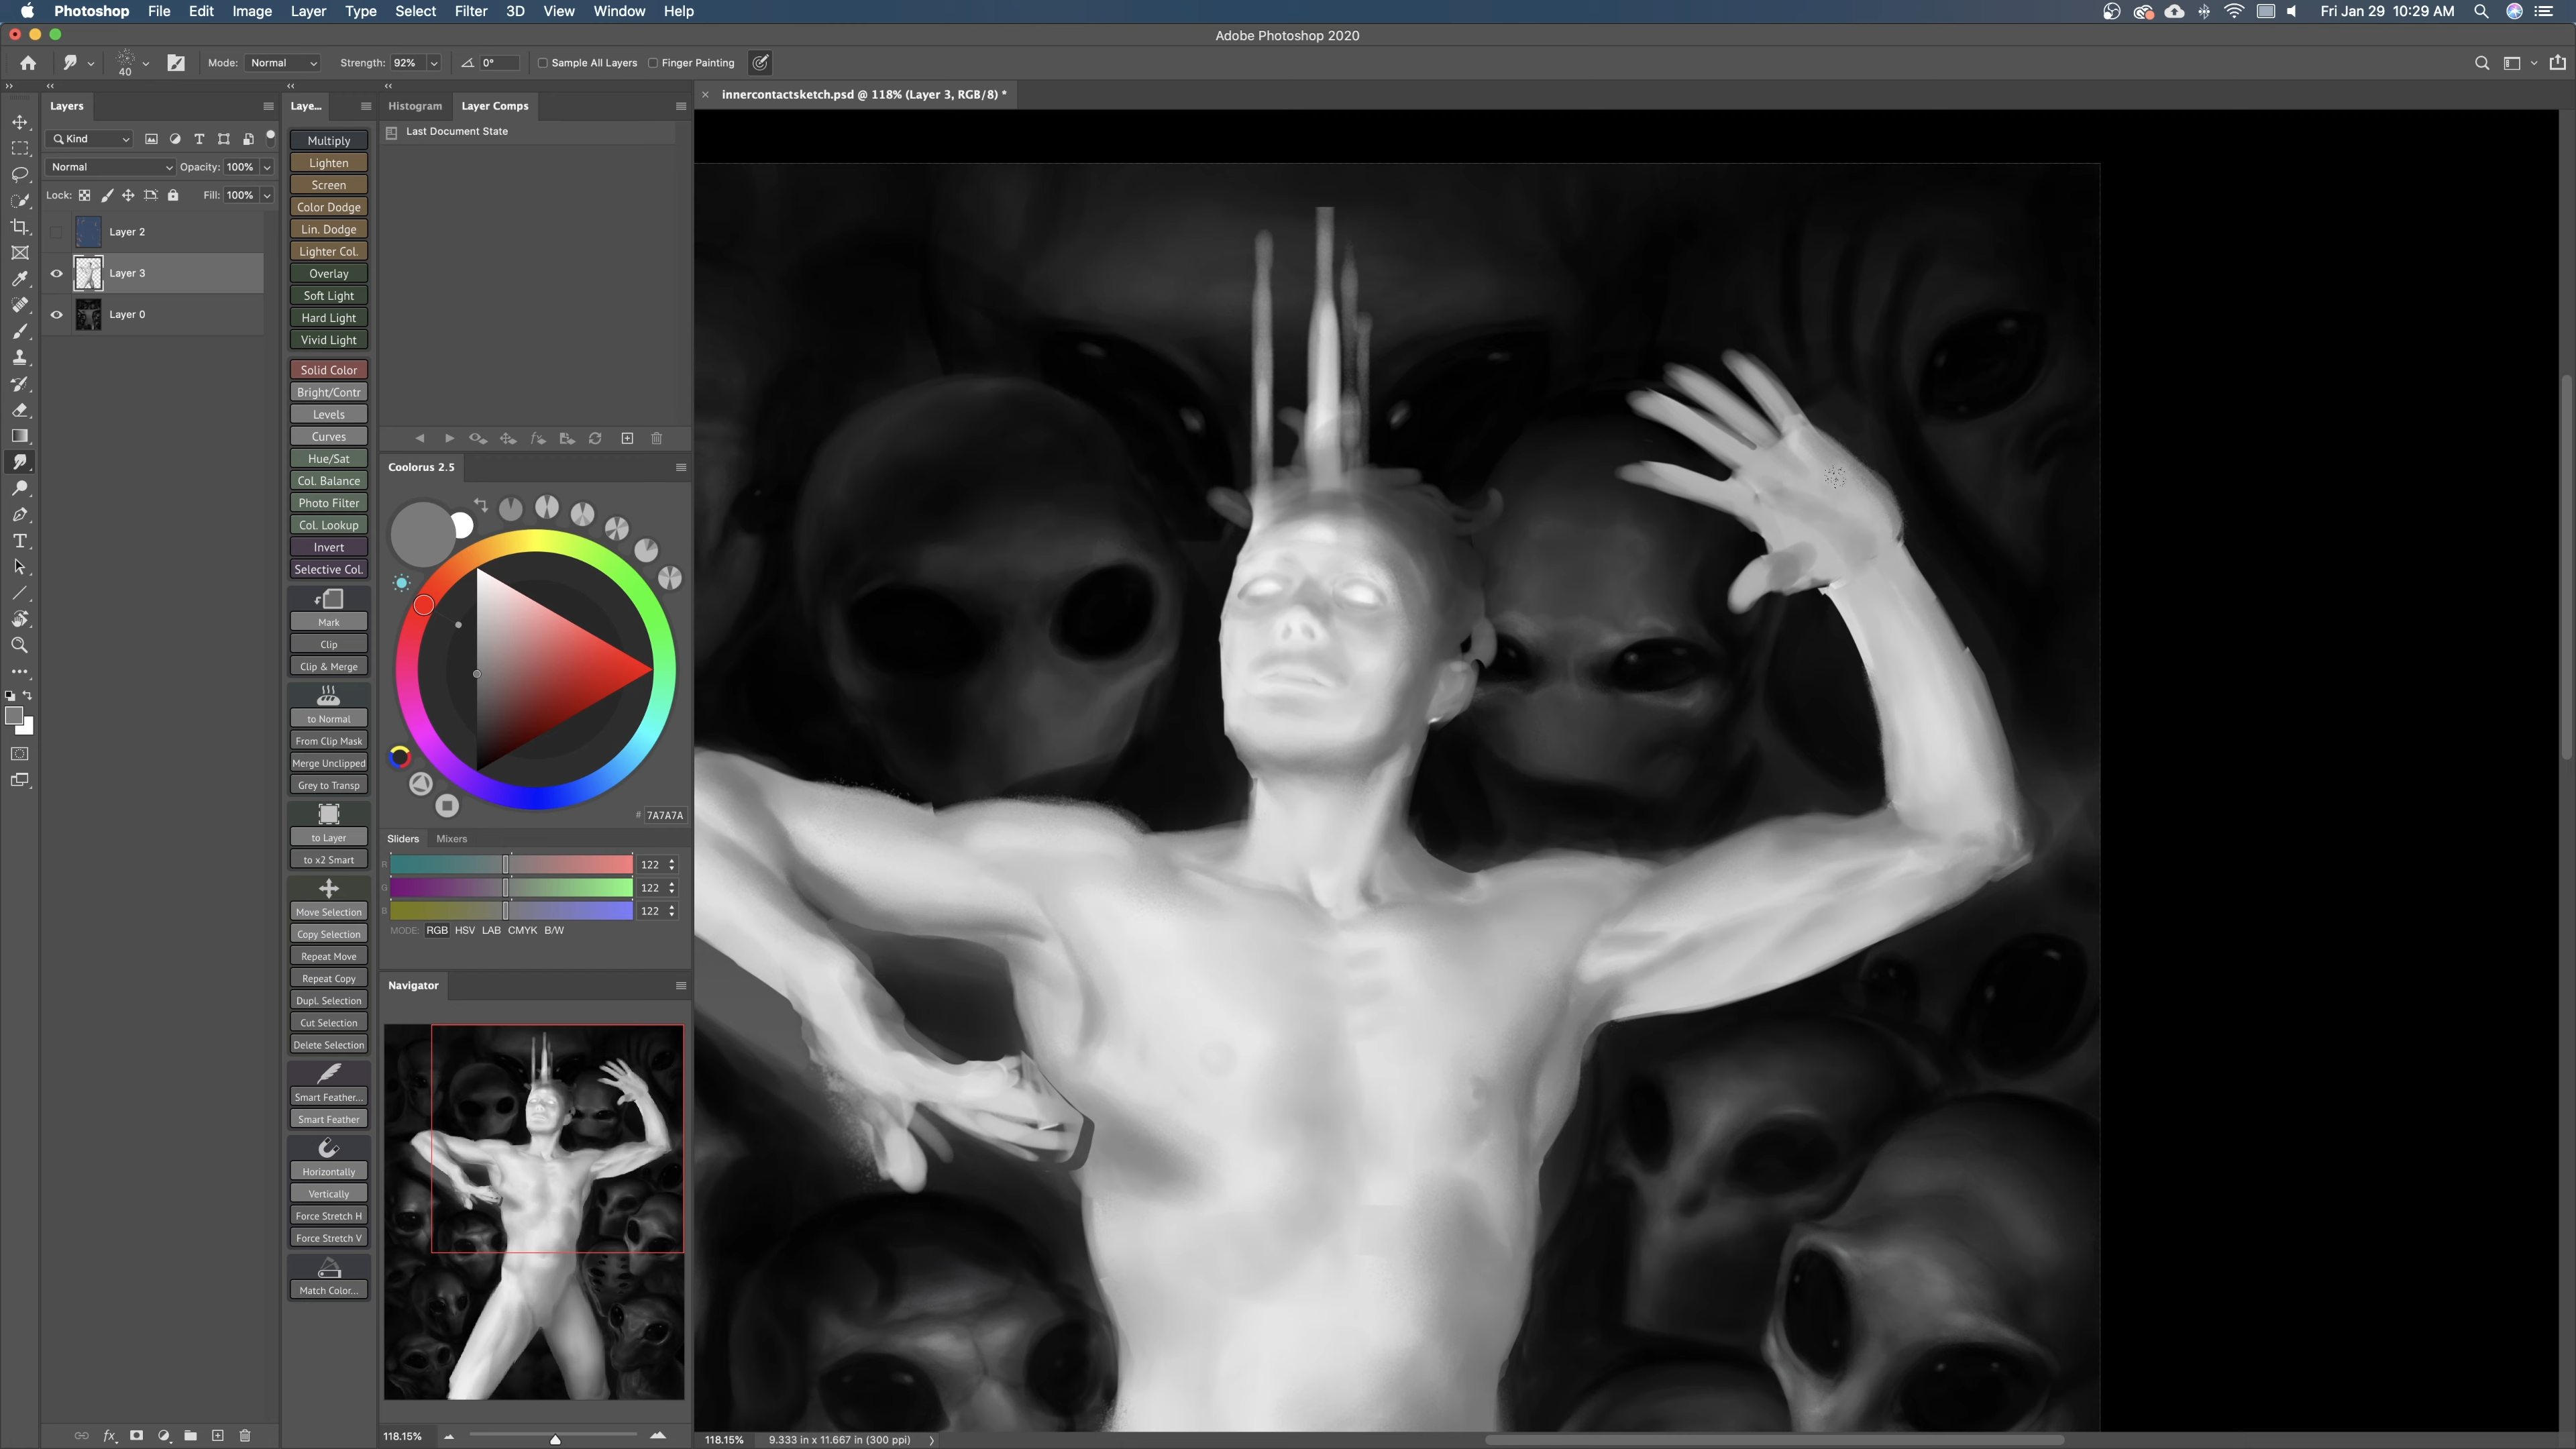 Photoshop File Edit Image Layer Type Select Filter 3D View Window Help Fri Jan 29 10:29 AM
Adobe Photoshop 2020
40 Mode: Normal Strength: 92% 0° Sample All Layers Finger Painting
innercontactsketch.psd @ 118% (Layer 3, RGB/8) *
Layers
Kind
Normal Opacity: 100%
Lock: Fill: 100%
Layer 2
Layer 3
Layer 0
Laye...
Multiply
Lighten
Screen
Color Dodge
Lin. Dodge
Lighter Col.
Overlay
Soft Light
Hard Light
Vivid Light
Solid Color
Bright/Contr
Levels
Curves
Hue/Sat
Col. Balance
Photo Filter
Col. Lookup
Invert
Selective Col.
Mark
Clip
Clip & Merge
to Normal
From Clip Mask
Merge Unclipped
Grey to Transp
to Layer
to x2 Smart
Move Selection
Copy Selection
Repeat Move
Repeat Copy
Dupl. Selection
Cut Selection
Delete Selection
Smart Feather...
Smart Feather
Horizontally
Vertically
Force Stretch H
Force Stretch V
Match Color...
Histogram Layer Comps
Last Document State
Coolorus 2.5
# 7A7A7A
Sliders Mixers
R 122
G 122
B 122
MODE: RGB HSV LAB CMYK B/W
Navigator
118.15%
118.15% 9.333 in x 11.667 in (300 ppi)